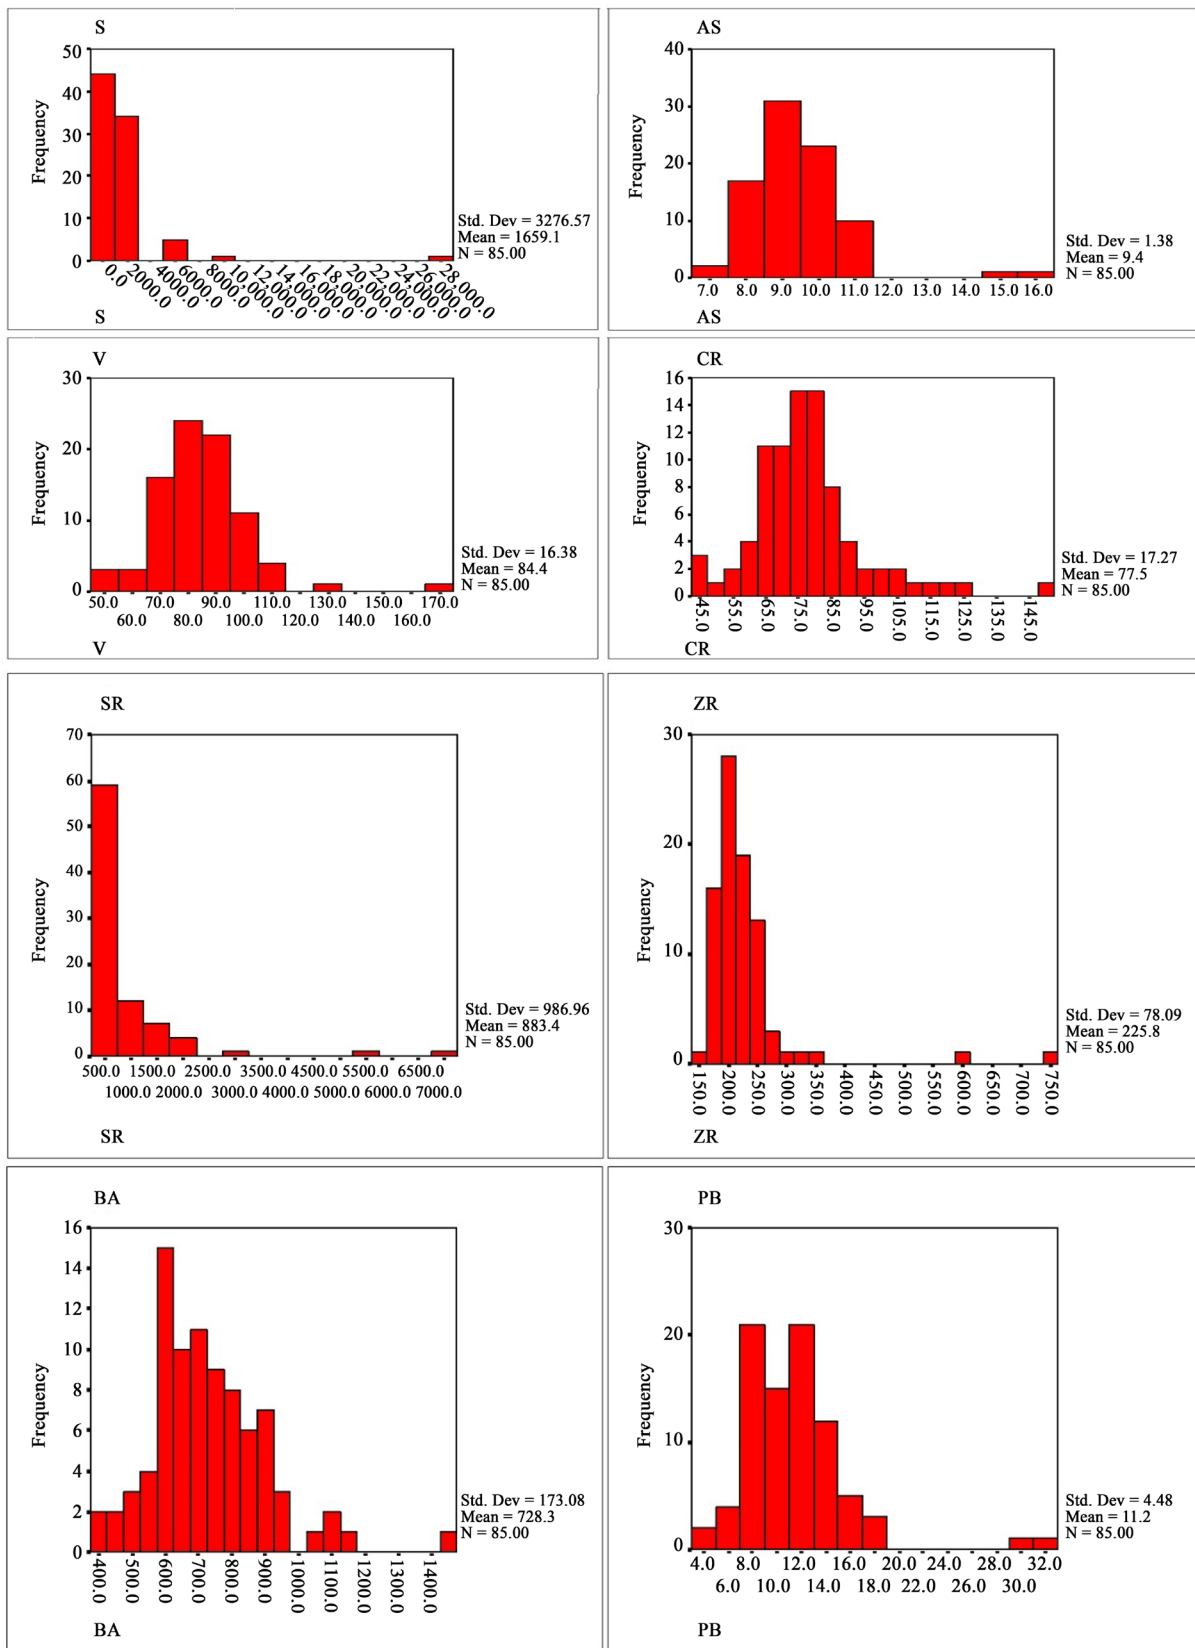 S
50
40
30
20
10
0
Frequency
0.0 2000.0 4000.0 6000.0 8000.0 10,000.0 12,000.0 14,000.0 16,000.0 18,000.0 20,000.0 22,000.0 24,000.0 26,000.0 28,000.0
Std. Dev = 3276.57
Mean = 1659.1
N = 85.00
S
AS
40
30
20
10
0
Frequency
7.0 8.0 9.0 10.0 11.0 12.0 13.0 14.0 15.0 16.0
Std. Dev = 1.38
Mean = 9.4
N = 85.00
AS
V
30
20
10
0
Frequency
50.0 70.0 90.0 110.0 130.0 150.0 170.0
60.0 80.0 100.0 120.0 140.0 160.0
Std. Dev = 16.38
Mean = 84.4
N = 85.00
V
CR
16
14
12
10
8
6
4
2
0
Frequency
45.0 55.0 65.0 75.0 85.0 95.0 105.0 115.0 125.0 135.0 145.0
Std. Dev = 17.27
Mean = 77.5
N = 85.00
CR
SR
70
60
50
40
30
20
10
0
Frequency
500.0 1500.0 2500.0 3500.0 4500.0 5500.0 6500.0
1000.0 2000.0 3000.0 4000.0 5000.0 6000.0 7000.0
Std. Dev = 986.96
Mean = 883.4
N = 85.00
SR
ZR
30
20
10
0
Frequency
150.0 200.0 250.0 300.0 350.0 400.0 450.0 500.0 550.0 600.0 650.0 700.0 750.0
Std. Dev = 78.09
Mean = 225.8
N = 85.00
ZR
BA
16
14
12
10
8
6
4
2
0
Frequency
400.0 500.0 600.0 700.0 800.0 900.0 1000.0 1100.0 1200.0 1300.0 1400.0
Std. Dev = 173.08
Mean = 728.3
N = 85.00
BA
PB
30
20
10
0
Frequency
4.0 8.0 12.0 16.0 20.0 24.0 28.0 32.0
6.0 10.0 14.0 18.0 22.0 26.0 30.0
Std. Dev = 4.48
Mean = 11.2
N = 85.00
PB